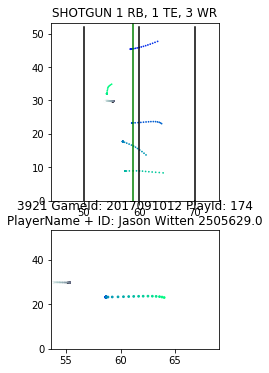 SHOTGUN 1 RB, 1 TE, 3 WR
50
40
30
20
10
0
50 60 70
3921 GameId: 2017091012 PlayId: 174
PlayerName + ID: Jason Witten 2505629.0
40
20
0
55 60 65